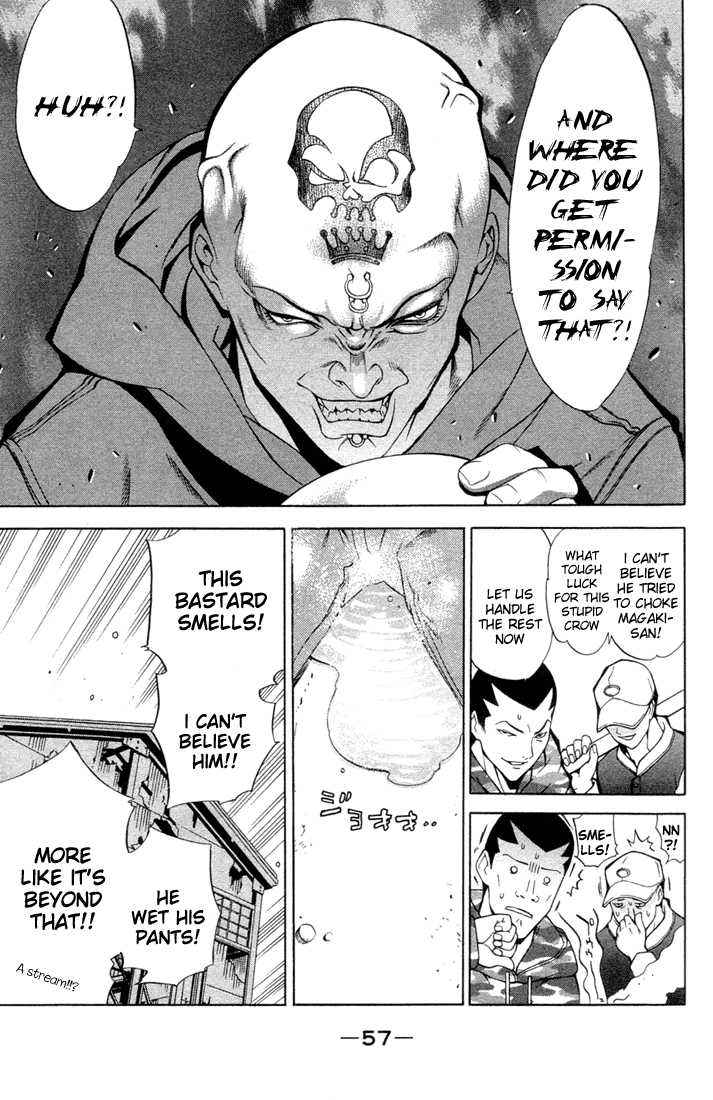 AND
WHERE
DID YOU
GET
PERMI-
SSION
TO SAY
THAT?!
HUH?!
I CAN'T
BELIEVE
HE TRIED
TO CHOKE
MAGAKI-
SAN!
WHAT
TOUGH
LUCK
FOR THIS
STUPID
CROW
LET US
HANDLE
THE REST
NOW
NN
?!
SME-
LLS!
ジョオオ..
THIS
BASTARD
SMELLS!
I CAN'T
BELIEVE
HIM!!
HE
WET HIS
PANTS!
MORE
LIKE IT'S
BEYOND
THAT!!
A stream!!?
—57—